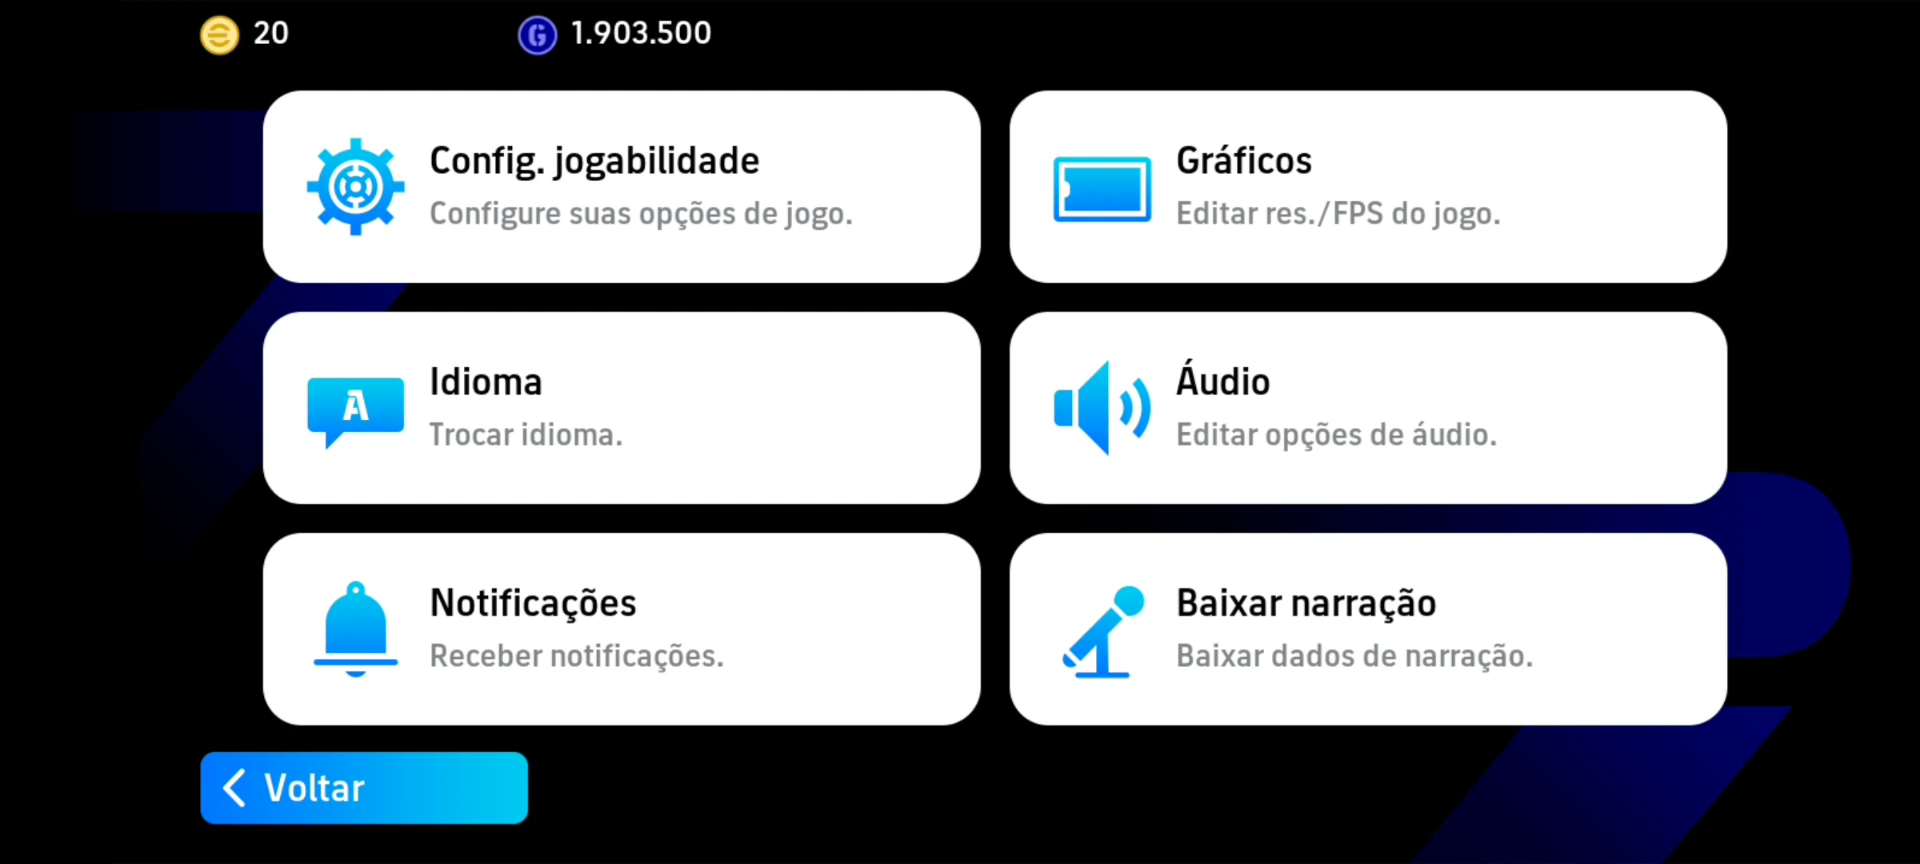 20
1.903.500
Config. jogabilidade
Configure suas opções de jogo.
Gráficos
Editar res./FPS do jogo.
Idioma
Trocar idioma.
Áudio
Editar opções de áudio.
Notificações
Receber notificações.
Baixar narração
Baixar dados de narração.
Voltar